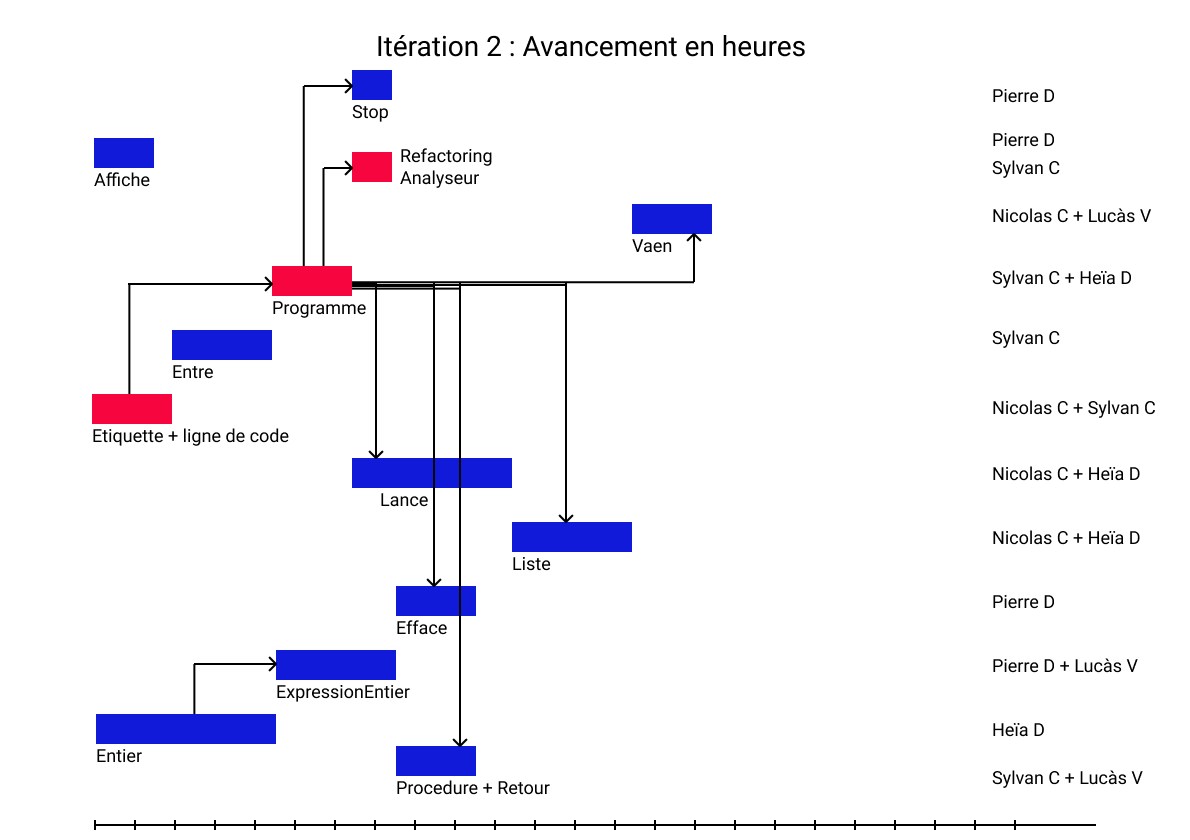 Itération 2 : Avancement en heures
Stop
Pierre D
Affiche
Pierre D
Refactoring
Analyseur
Sylvan C
Vaen
Nicolas C + Lucàs V
Programme
Sylvan C + Heïa D
Entre
Sylvan C
Etiquette + ligne de code
Nicolas C + Sylvan C
Lance
Nicolas C + Heïa D
Liste
Nicolas C + Heïa D
Efface
Pierre D
ExpressionEntier
Pierre D + Lucàs V
Entier
Heïa D
Procedure + Retour
Sylvan C + Lucàs V